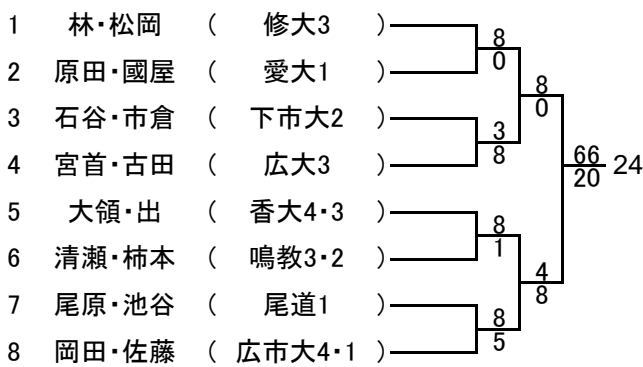 1 林・松岡 ( 修大3 )
8
0
2 原田・國屋 ( 愛大1 )
8
0
3 石谷・市倉 ( 下市大2 )
3
8
4 宮首・古田 ( 広大3 )
66
20 24
5 大領・出 ( 香大4・3 )
8
1
6 清瀬・柿本 ( 鳴教3・2 )
4
8
7 尾原・池谷 ( 尾道1 )
8
5
8 岡田・佐藤 ( 広市大4・1 )